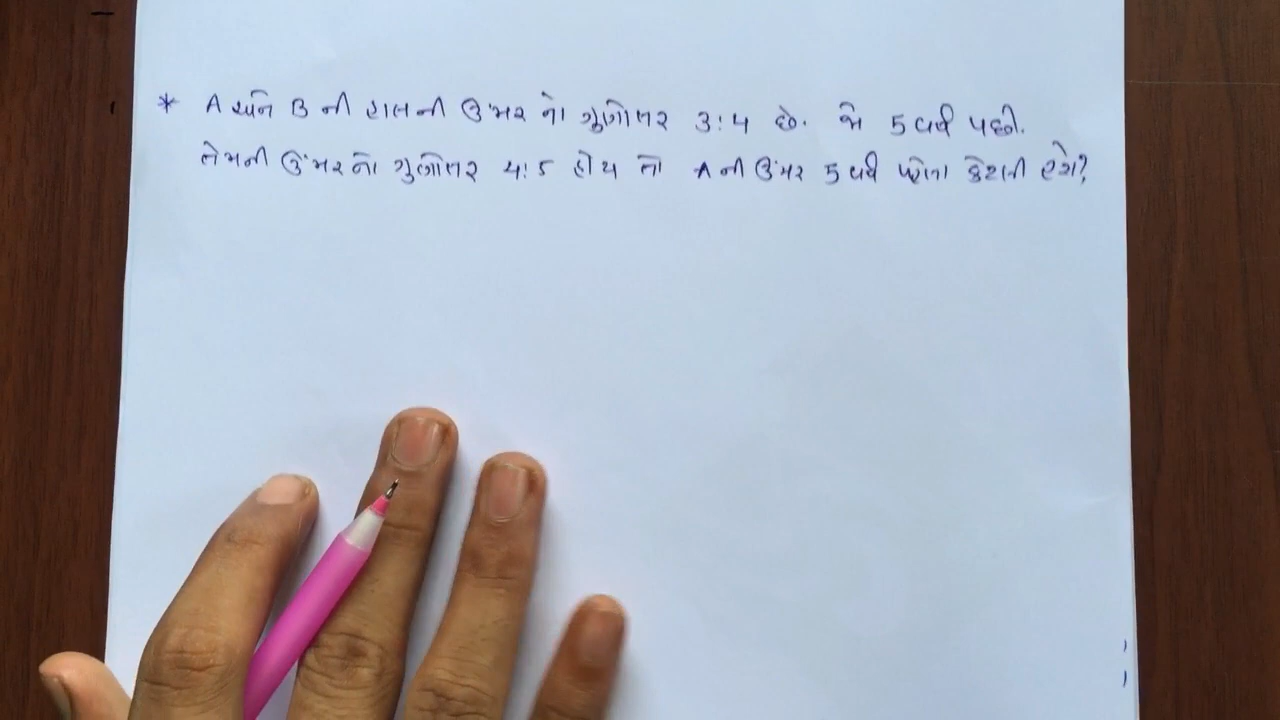 * A અને B ની હાલની ઉંમર નો ગુણોત્તર 3:4 છે. જો 5 વર્ષ પછી.
તેમની ઉંમરનો ગુણોત્તર 4:5 હોય તો A ની ઉંમર 5 વર્ષ પહેલા કેટલી હશે?